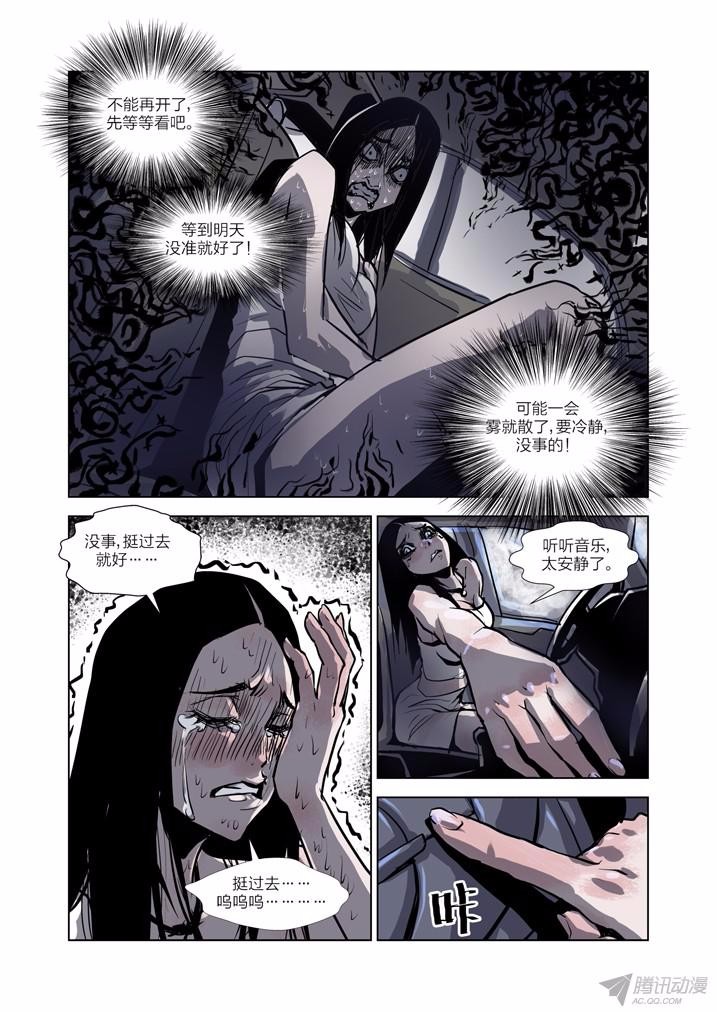 不能再开了,
先等等看吧。
等到明天
没准就好了!
可能一会
雾就散了,要冷静,
没事的!
没事,挺过去
就好……
听听音乐,
太安静了。
挺过去……
呜呜呜…………
咔
腾讯动漫
AC.QQ.COM